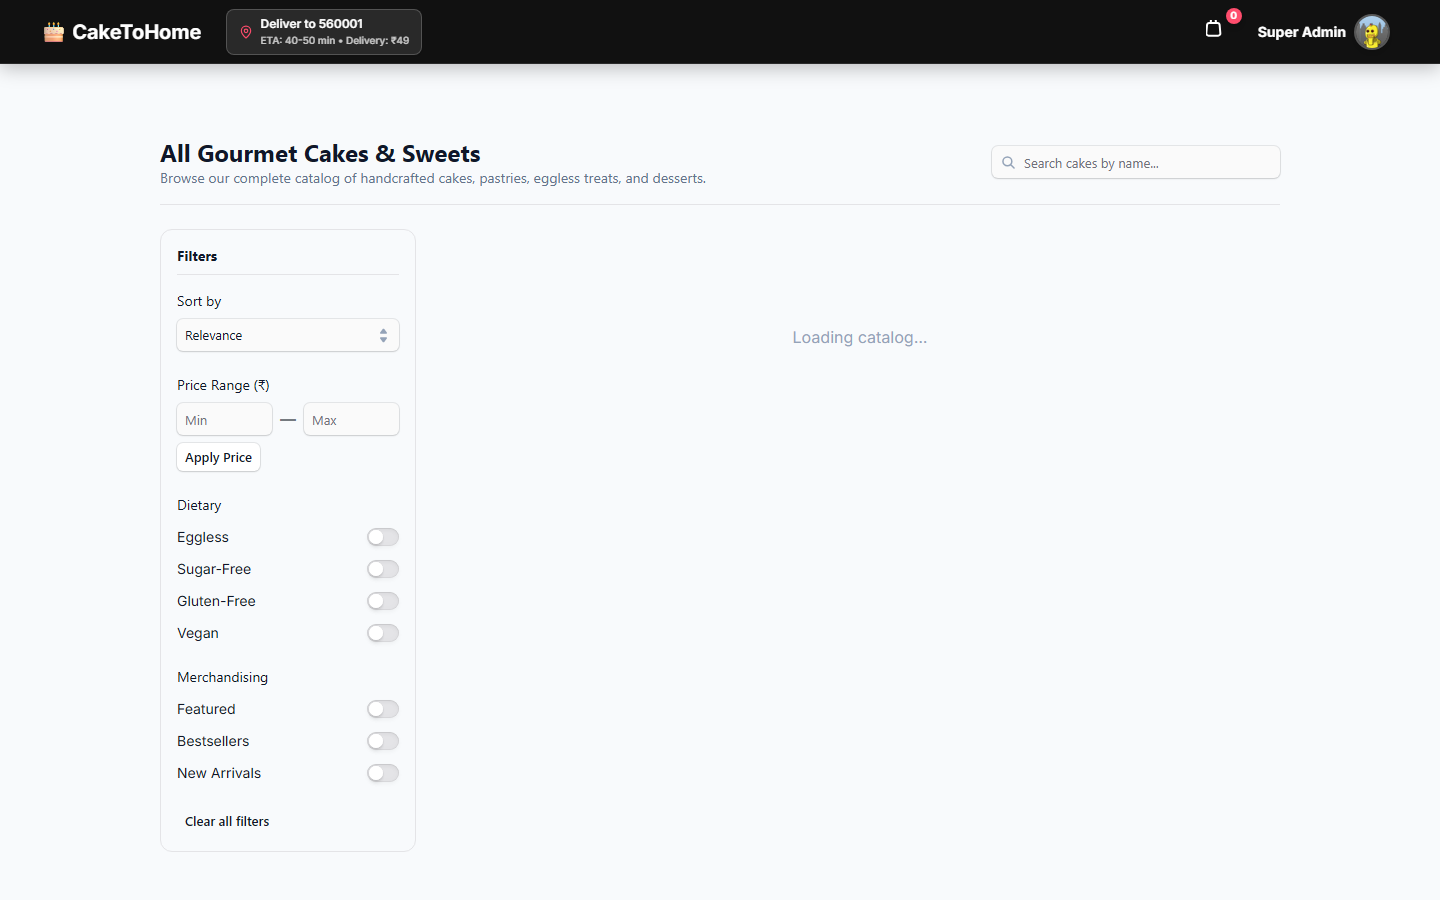 CakeToHome
Deliver to 560001
ETA: 40-50 min • Delivery: ₹49
0
Super Admin
All Gourmet Cakes & Sweets
Browse our complete catalog of handcrafted cakes, pastries, eggless treats, and desserts.
Search cakes by name...
Filters
Sort by
Relevance
Price Range (₹)
Min — Max
Apply Price
Dietary
Eggless
Sugar-Free
Gluten-Free
Vegan
Merchandising
Featured
Bestsellers
New Arrivals
Clear all filters
Loading catalog...